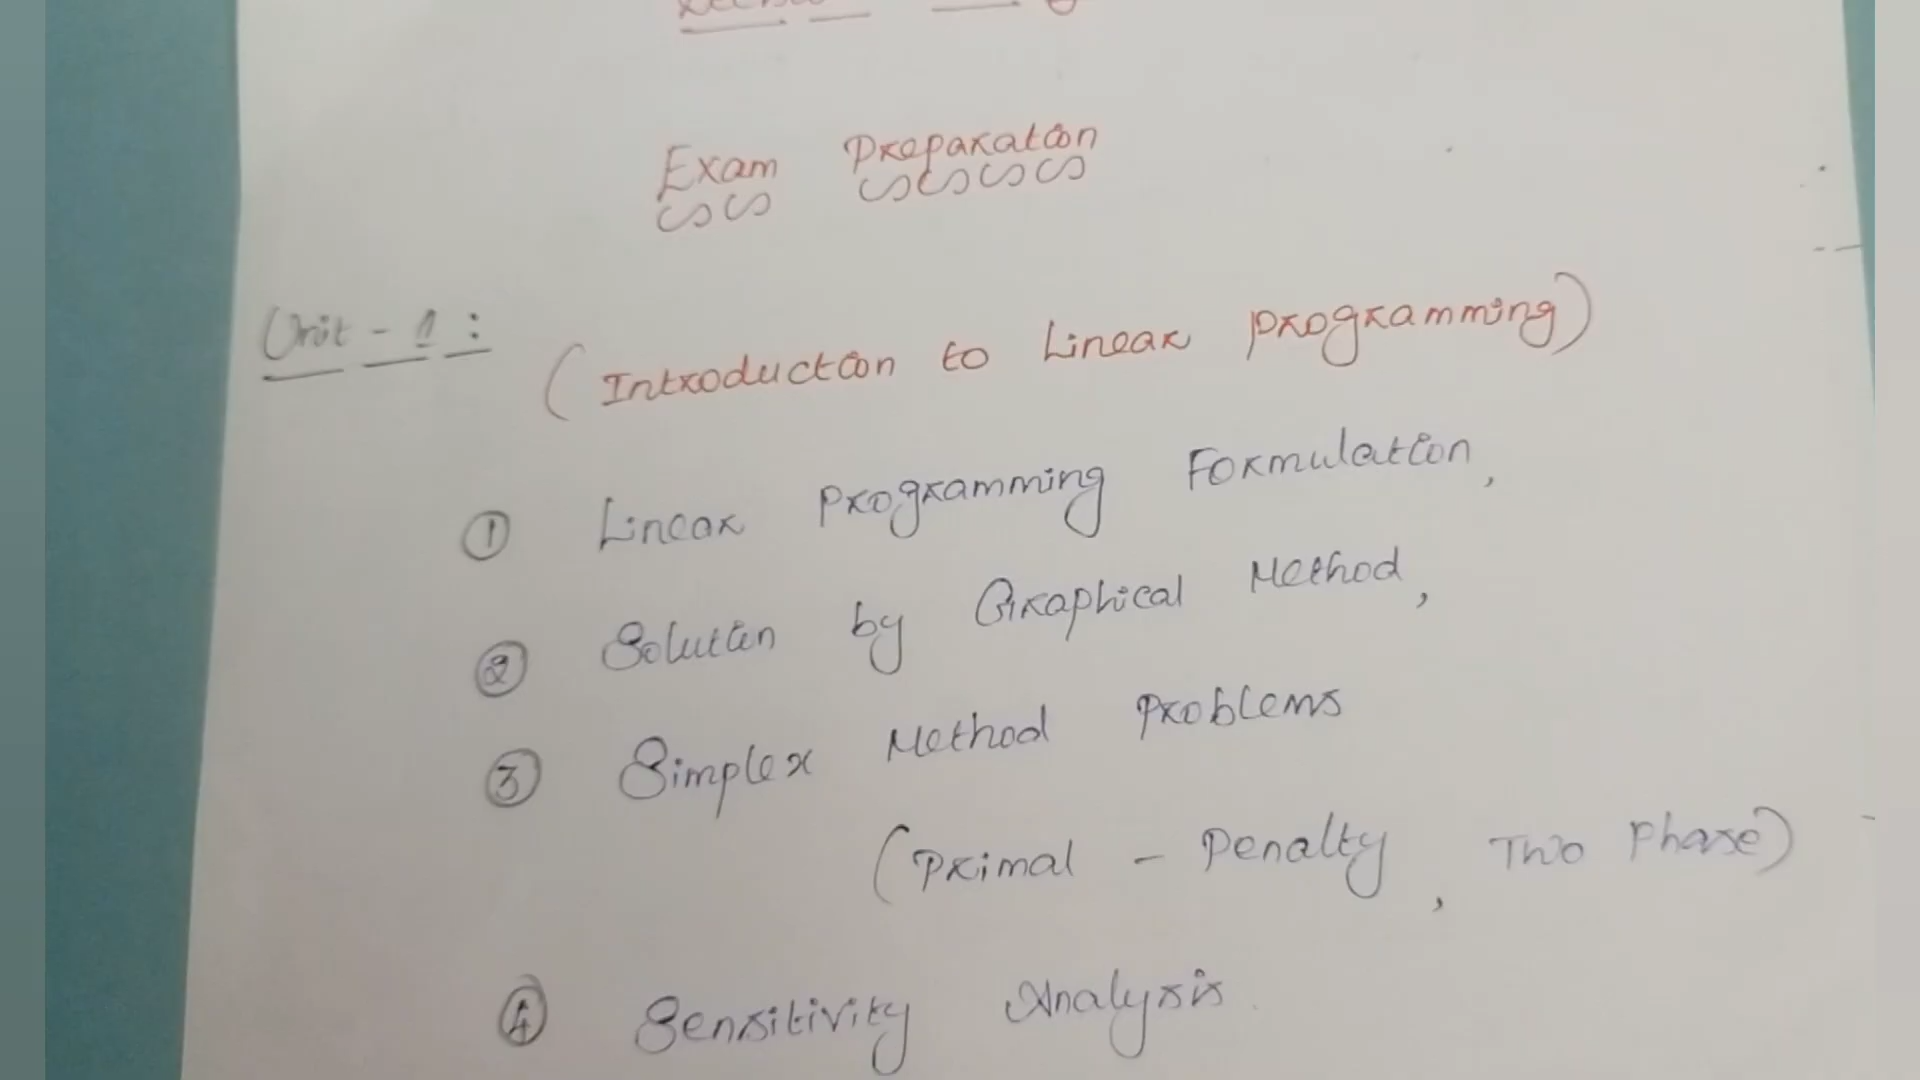 Exam Preparation
Unit - 1 :
(Introduction to Linear programming)
① Linear Programming Formulation,
② Solution by Graphical Method,
③ Simplex Method Problems
(Primal - Penalty, Two Phase)
④ Sensitivity Analysis.